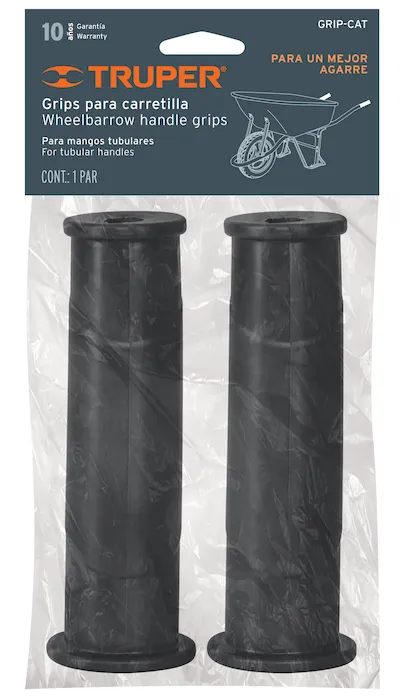 10 años Garantía Warranty
GRIP-CAT
TRUPER®
PARA UN MEJOR
AGARRE
Grips para carretilla
Wheelbarrow handle grips
Para mangos tubulares
For tubular handles
CONT.: 1 PAR